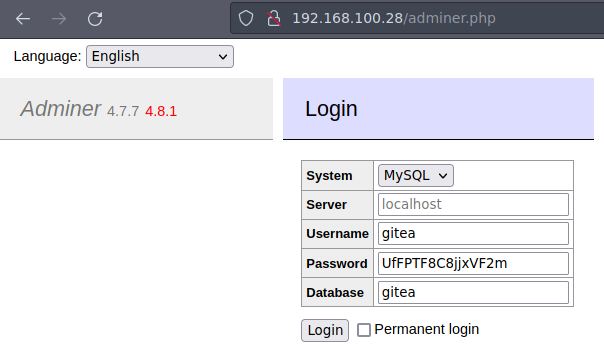 192.168.100.28/adminer.php
Language: English
Adminer 4.7.7 4.8.1
Login
System MySQL
Server localhost
Username gitea
Password UfFPTF8C8jjxVF2m
Database gitea
Login Permanent login